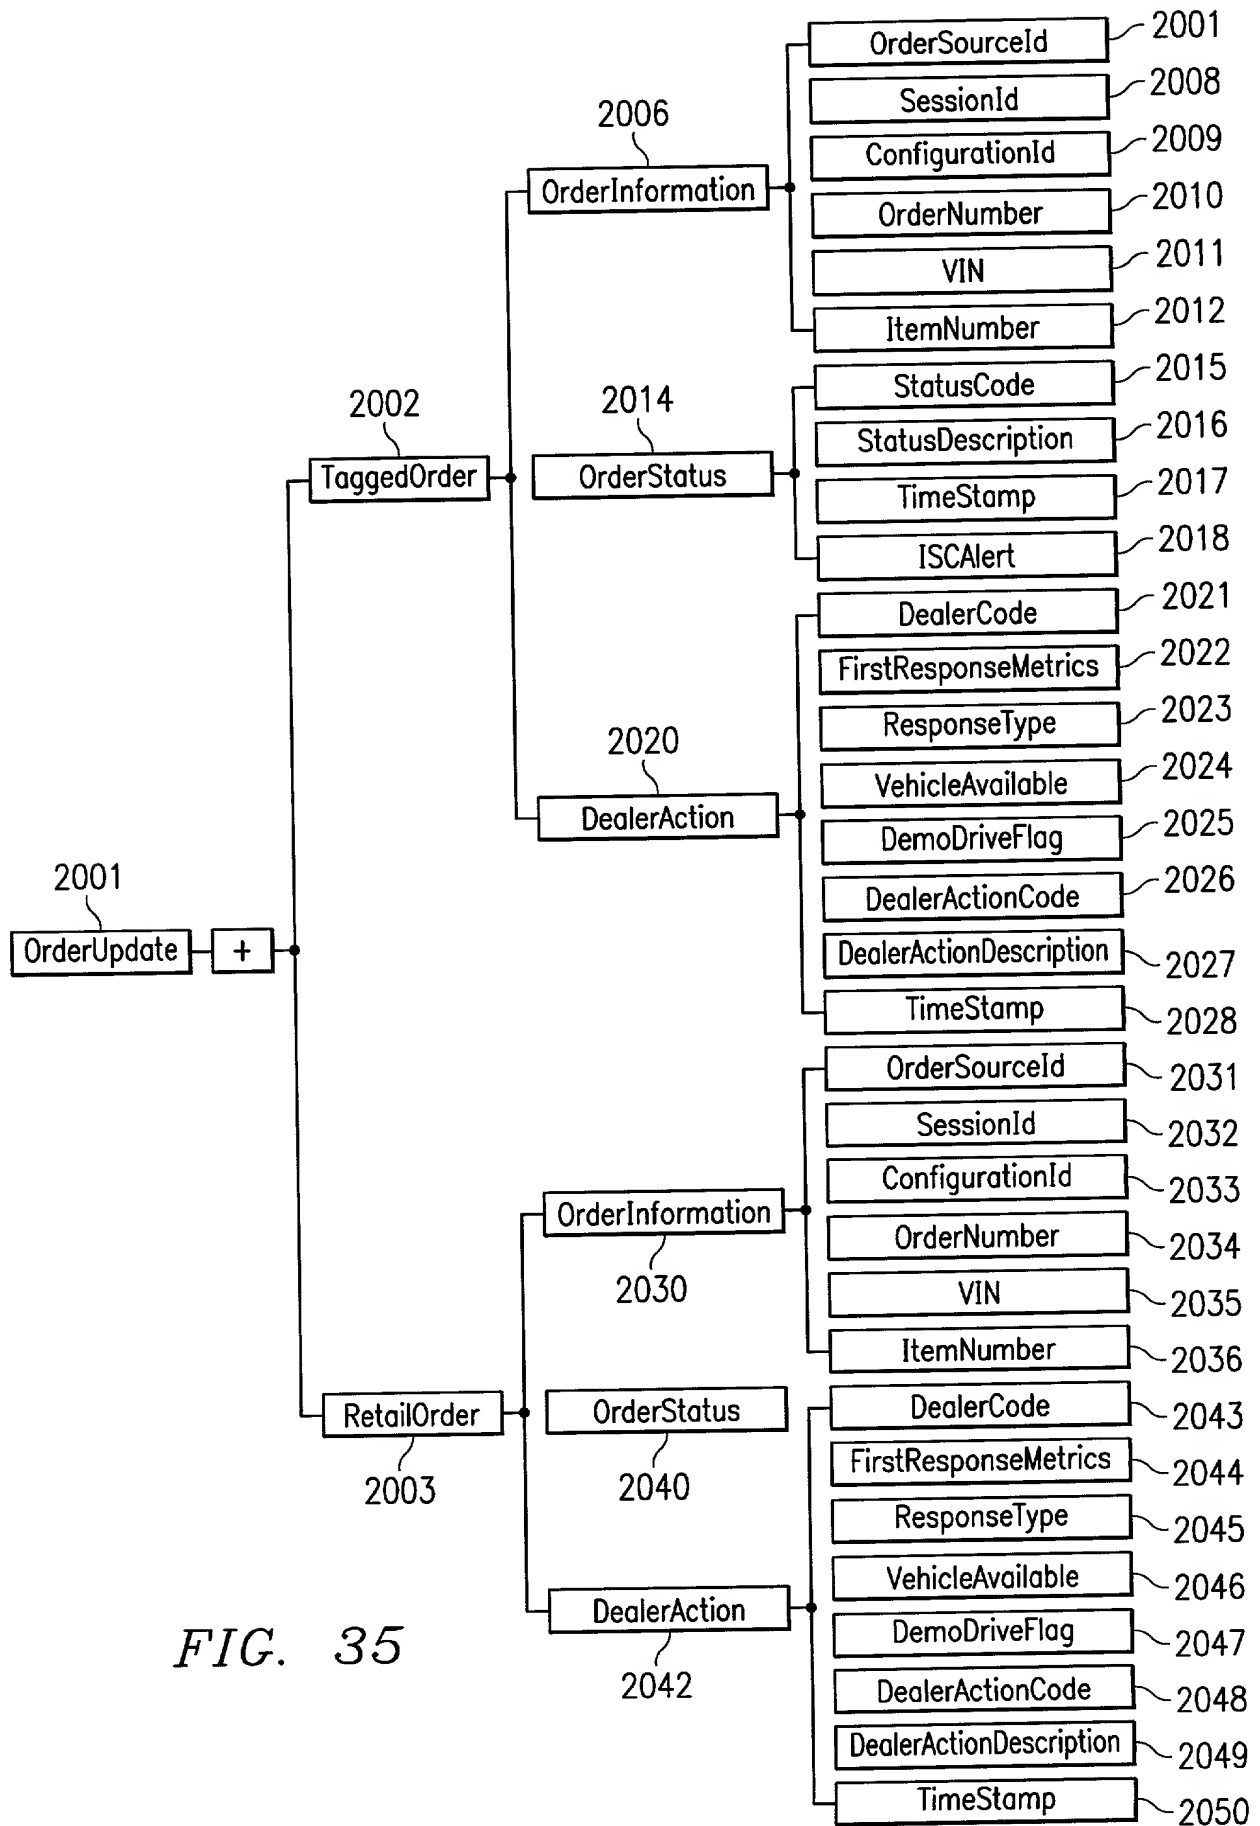 OrderSourceId 2001
SessionId 2008
2006
ConfigurationId 2009
OrderInformation
OrderNumber 2010
VIN 2011
ItemNumber 2012
StatusCode 2015
2002
2014
StatusDescription 2016
TaggedOrder
OrderStatus
TimeStamp 2017
ISCAlert 2018
DealerCode 2021
FirstResponseMetrics 2022
ResponseType 2023
2020
VehicleAvailable 2024
DealerAction
DemoDriveFlag 2025
2001
DealerActionCode 2026
OrderUpdate +
DealerActionDescription 2027
TimeStamp 2028
OrderSourceId 2031
SessionId 2032
ConfigurationId 2033
OrderInformation
2030
OrderNumber 2034
VIN 2035
ItemNumber 2036
RetailOrder
2003
OrderStatus
2040
DealerCode 2043
FirstResponseMetrics 2044
ResponseType 2045
VehicleAvailable 2046
DealerAction
2042
DemoDriveFlag 2047
DealerActionCode 2048
DealerActionDescription 2049
TimeStamp 2050
FIG. 35